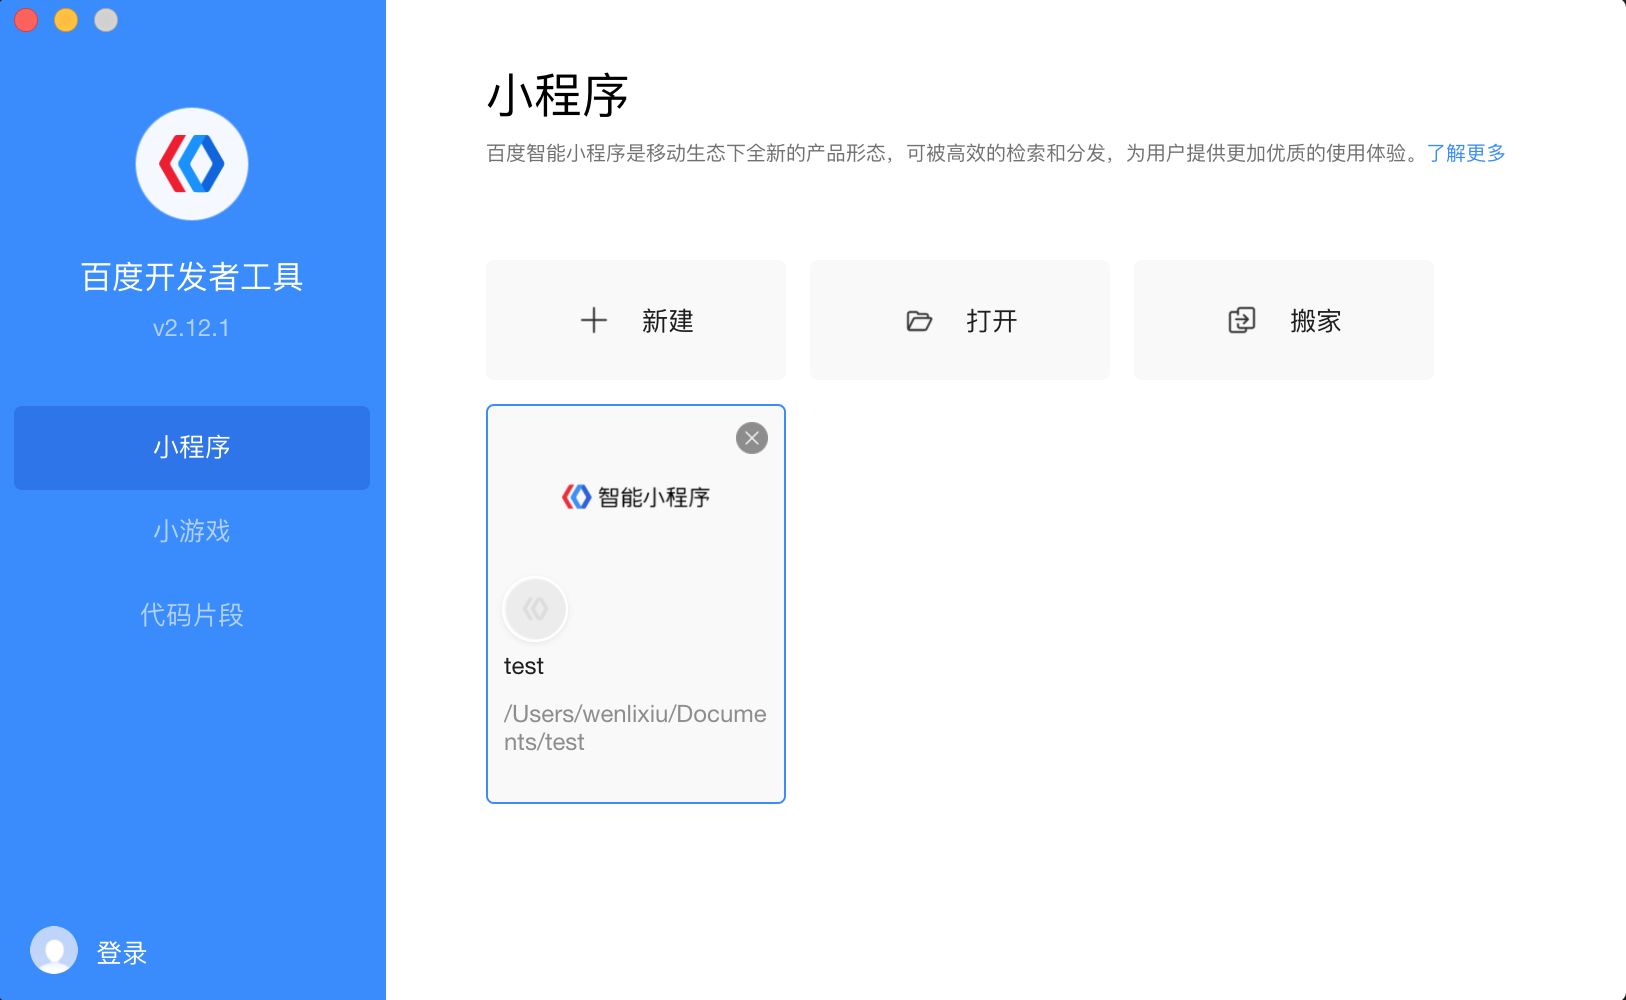 百度开发者工具
v2.12.1
小程序
小游戏
代码片段
登录
小程序
百度智能小程序是移动生态下全新的产品形态，可被高效的检索和分发，为用户提供更加优质的使用体验。了解更多
新建
打开
搬家
智能小程序
test
/Users/wenlixiu/Docume
nts/test